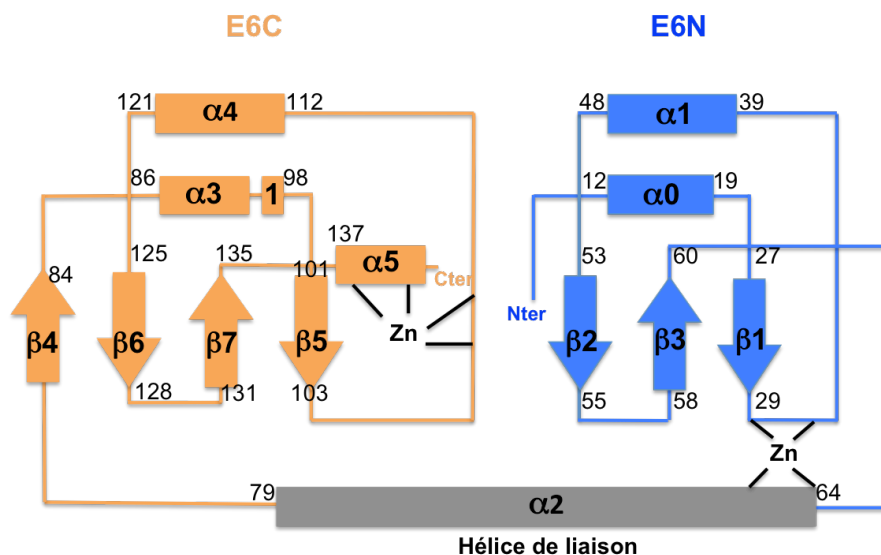 E6C E6N
121 α4 112 48 α1 39
86 α3 1 98 12 α0 19
84 125 135 137 α5 101 Cter 53 60 27
Nter
β4 β6 β7 β5 Zn β2 β3 β1
128 131 103 55 58 29
Zn
79 α2 64
Hélice de liaison